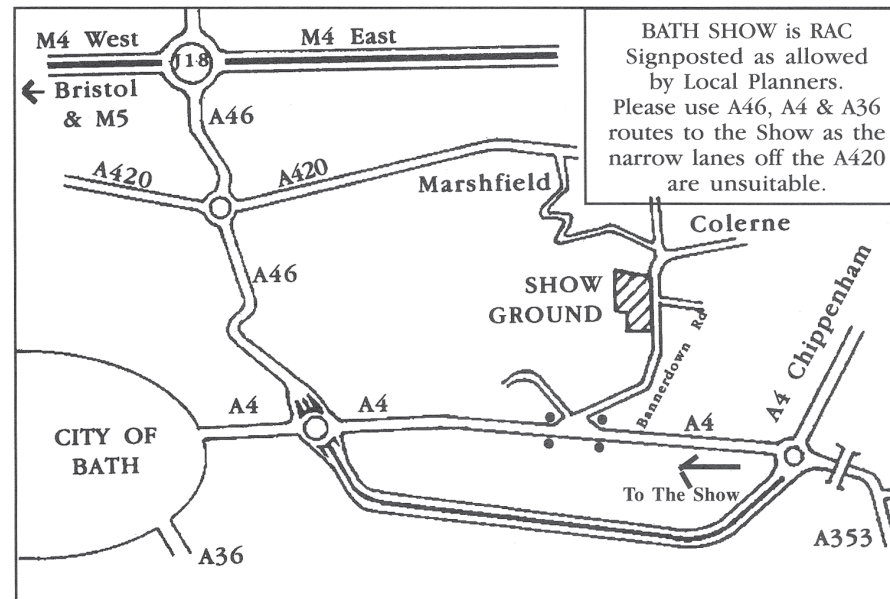 M4 West
M4 East
J18
Bristol
& M5
A46
BATH SHOW is RAC
Signposted as allowed
by Local Planners.
Please use A46, A4 & A36
routes to the Show as the
narrow lanes off the A420
are unsuitable.
A420
A420
Marshfield
Colerne
A46
SHOW
GROUND
Bannerdown Rd
A4 Chippenham
A4
A4
A4
CITY OF
BATH
To The Show
A36
A353